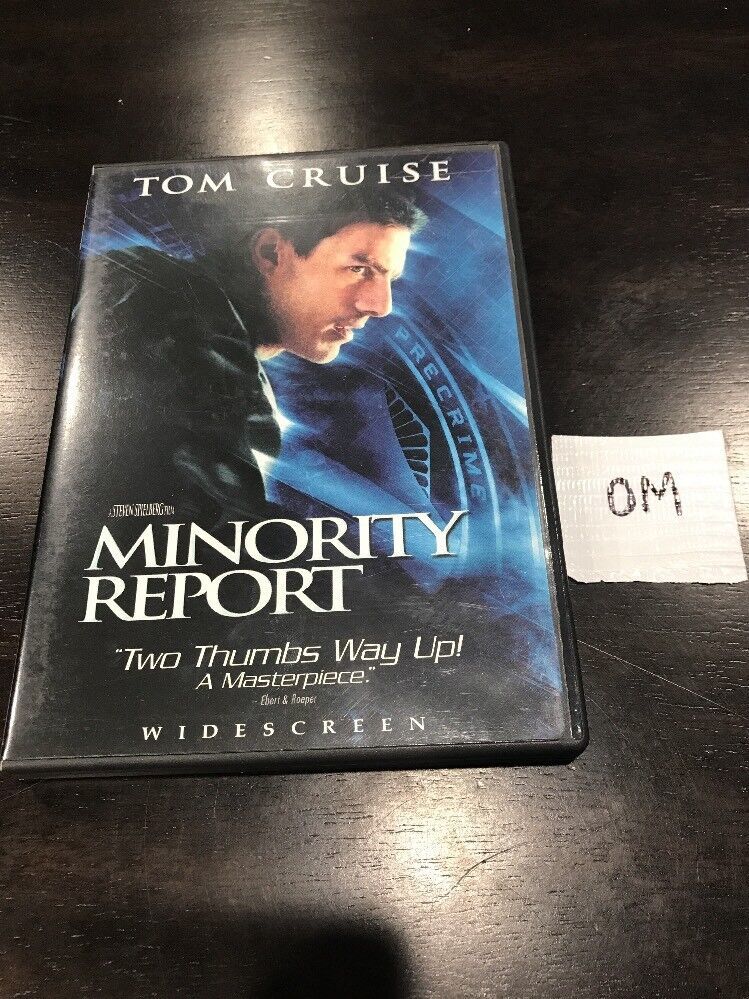 TOM CRUISE
PRECRIME
A STEVEN SPIELBERG FILM
MINORITY
REPORT
"Two Thumbs Way Up!
A Masterpiece."
- Ebert & Roeper
WIDESCREEN
OM